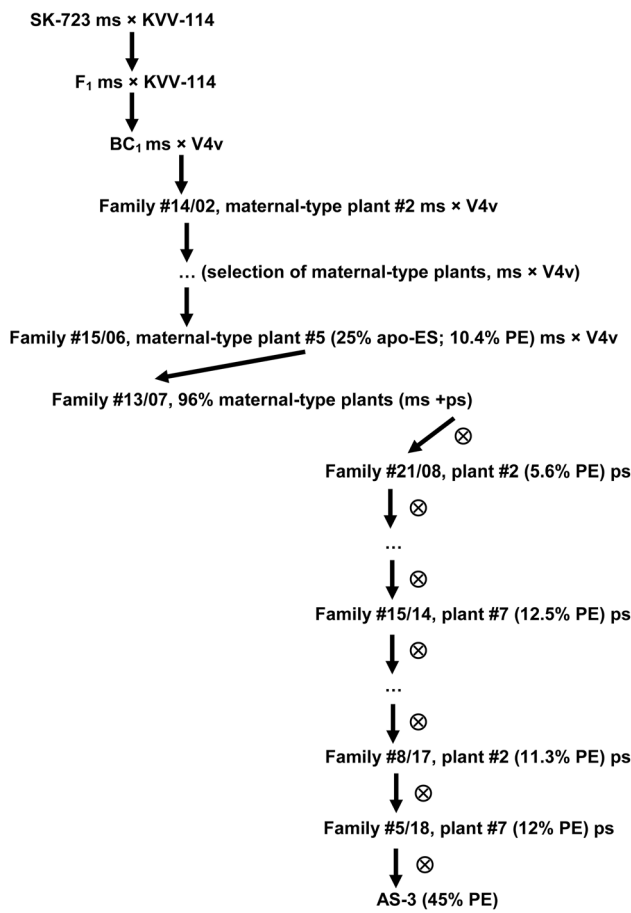 SK-723 ms × KVV-114
F₁ ms × KVV-114
BC₁ ms × V4v
Family #14/02, maternal-type plant #2 ms × V4v
... (selection of maternal-type plants, ms × V4v)
Family #15/06, maternal-type plant #5 (25% apo-ES; 10.4% PE) ms × V4v
Family #13/07, 96% maternal-type plants (ms +ps)
⊗
Family #21/08, plant #2 (5.6% PE) ps
⊗
...
⊗
Family #15/14, plant #7 (12.5% PE) ps
⊗
...
⊗
Family #8/17, plant #2 (11.3% PE) ps
⊗
Family #5/18, plant #7 (12% PE) ps
⊗
AS-3 (45% PE)